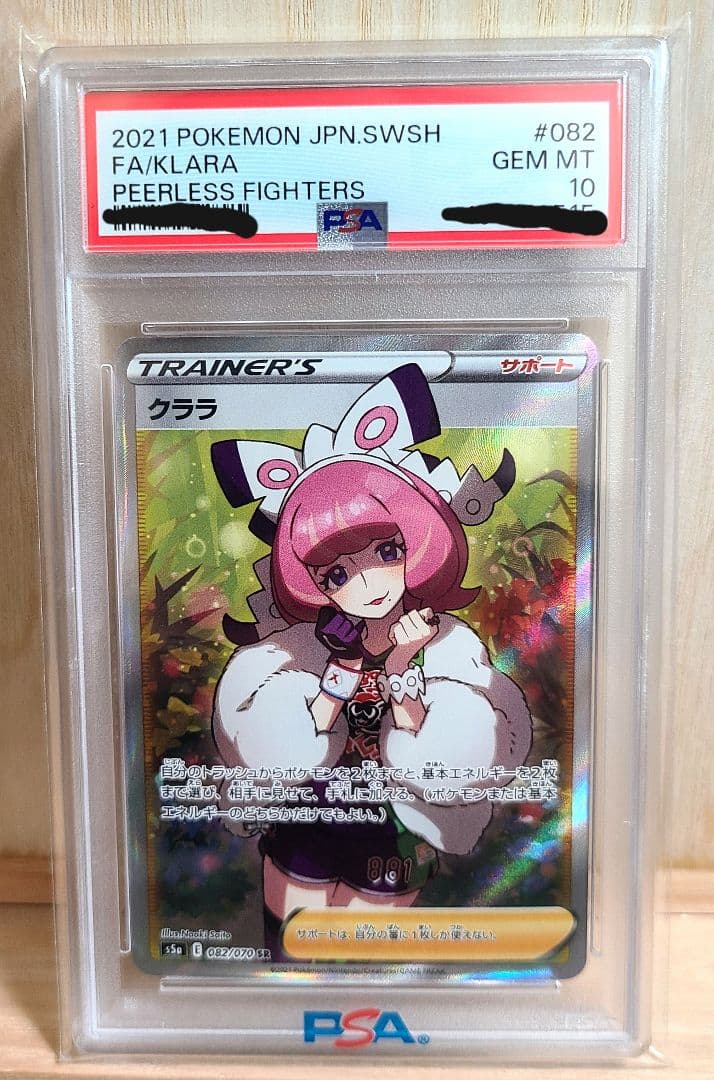 2021 POKEMON JPN.SWSH #082
FA/KLARA GEM MT
PEERLESS FIGHTERS 10
PSA
TRAINER'S サポート
クララ
自分のトラッシュからポケモンを2枚までと、基本エネルギーを2枚
まで選び、相手に見せて、手札に加える。（ポケモンまたは基本
エネルギーのどちらかだけでもよい。）
881
Illus. Naoki Saito
サポートは、自分の番に1枚しか使えない。
s5a E 082/070 SR
©2021 Pokémon/Nintendo/Creatures/GAME FREAK.
PSA®